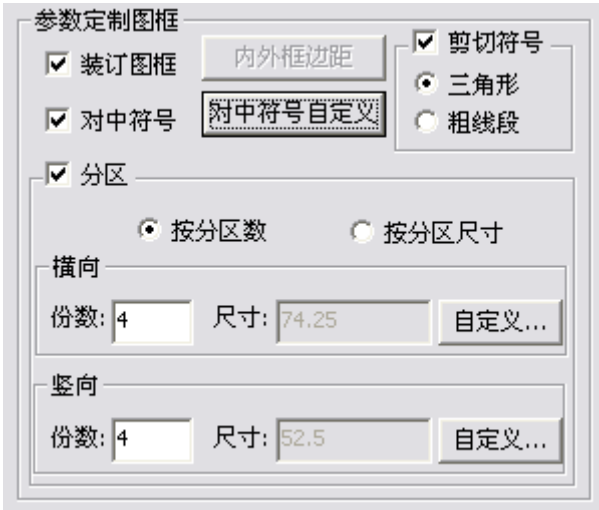 参数定制图框
装订图框 内外框边距 剪切符号
三角形
对中符号 对中符号自定义 粗线段
分区
按分区数 按分区尺寸
横向
份数: 4 尺寸: 74.25 自定义...
竖向
份数: 4 尺寸: 52.5 自定义...